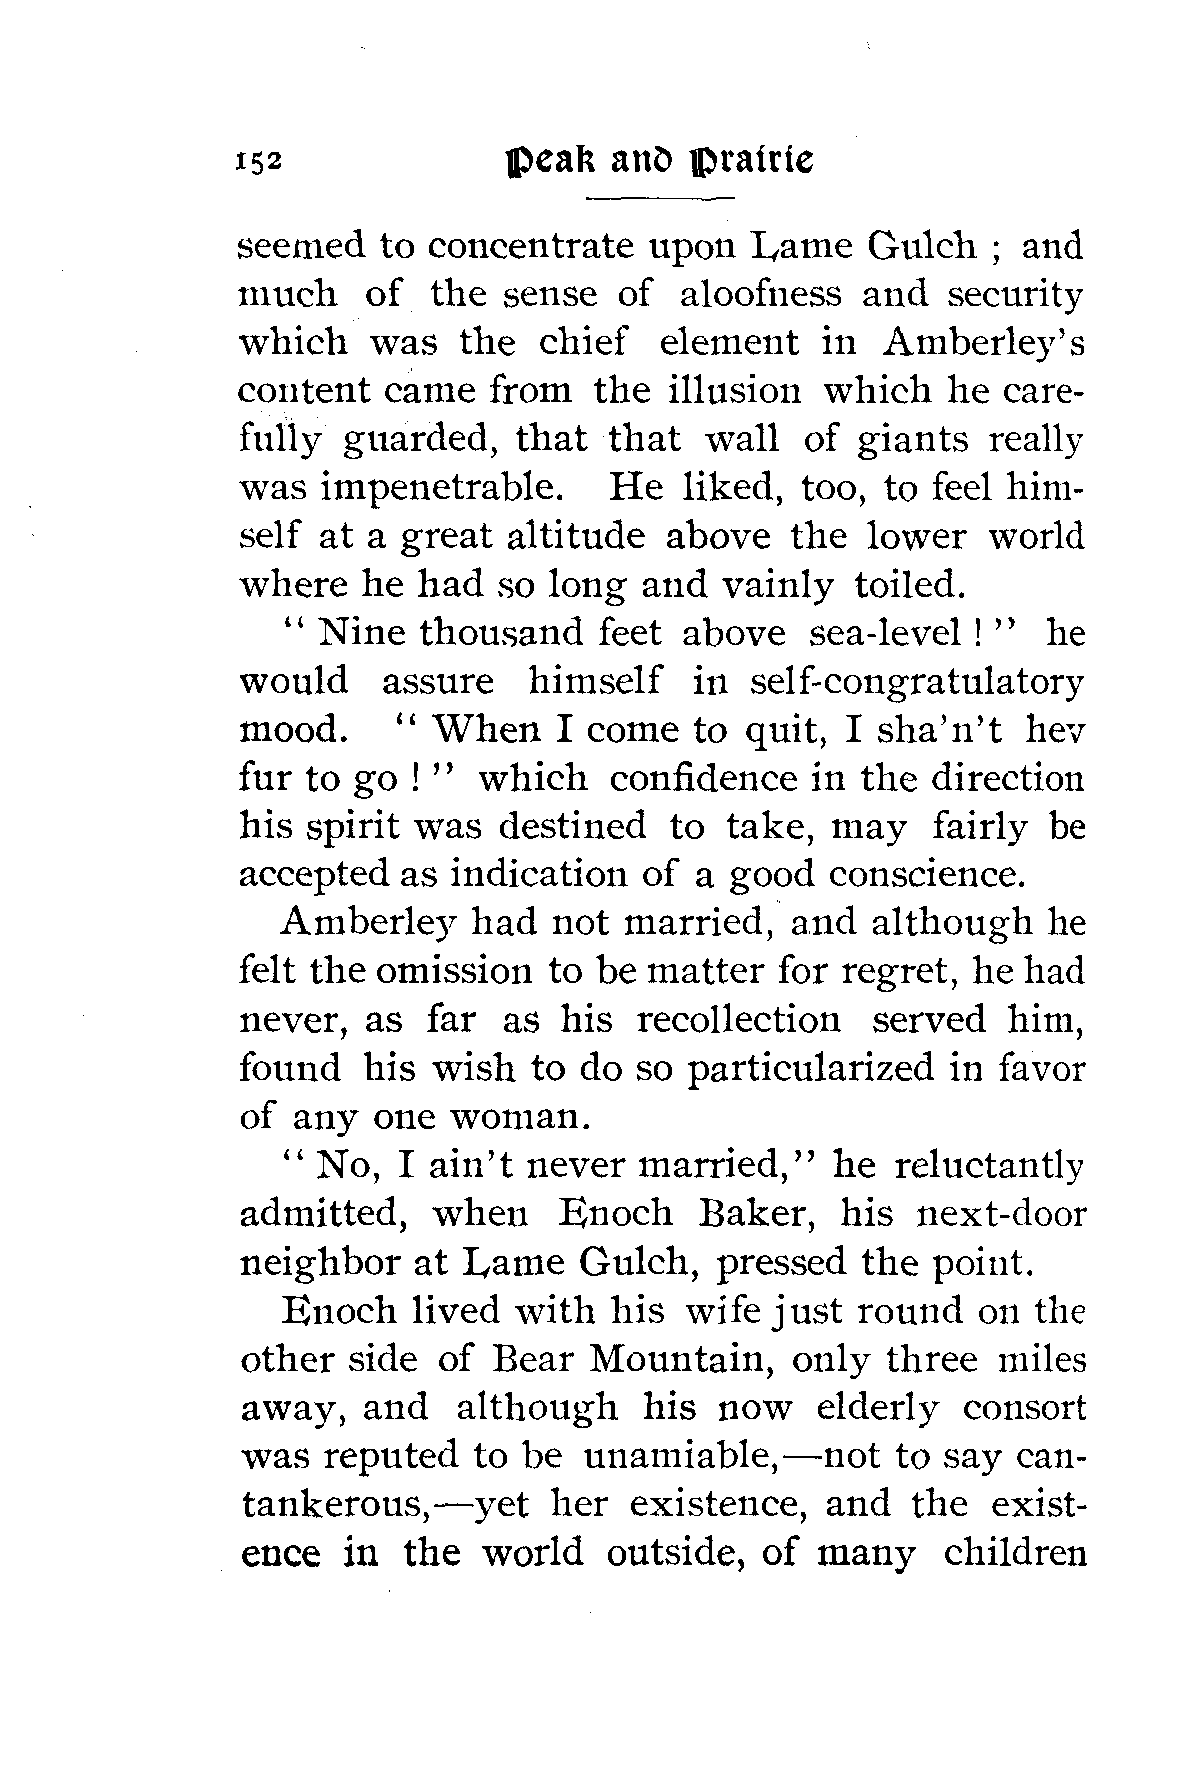 152 Peak and Prairie
seemed to concentrate upon Lame Gulch ; and
much of the sense of aloofness and security
which was the chief element in Amberley's
content came from the illusion which he care-
fully guarded, that that wall of giants really
was impenetrable. He liked, too, to feel him-
self at a great altitude above the lower world
where he had so long and vainly toiled.
“ Nine thousand feet above sea-level ! ” he
would assure himself in self-congratulatory
mood. “ When I come to quit, I sha'n't hev
fur to go ! ” which confidence in the direction
his spirit was destined to take, may fairly be
accepted as indication of a good conscience.
Amberley had not married, and although he
felt the omission to be matter for regret, he had
never, as far as his recollection served him,
found his wish to do so particularized in favor
of any one woman.
“ No, I ain't never married,” he reluctantly
admitted, when Enoch Baker, his next-door
neighbor at Lame Gulch, pressed the point.
Enoch lived with his wife just round on the
other side of Bear Mountain, only three miles
away, and although his now elderly consort
was reputed to be unamiable,—not to say can-
tankerous,—yet her existence, and the exist-
ence in the world outside, of many children